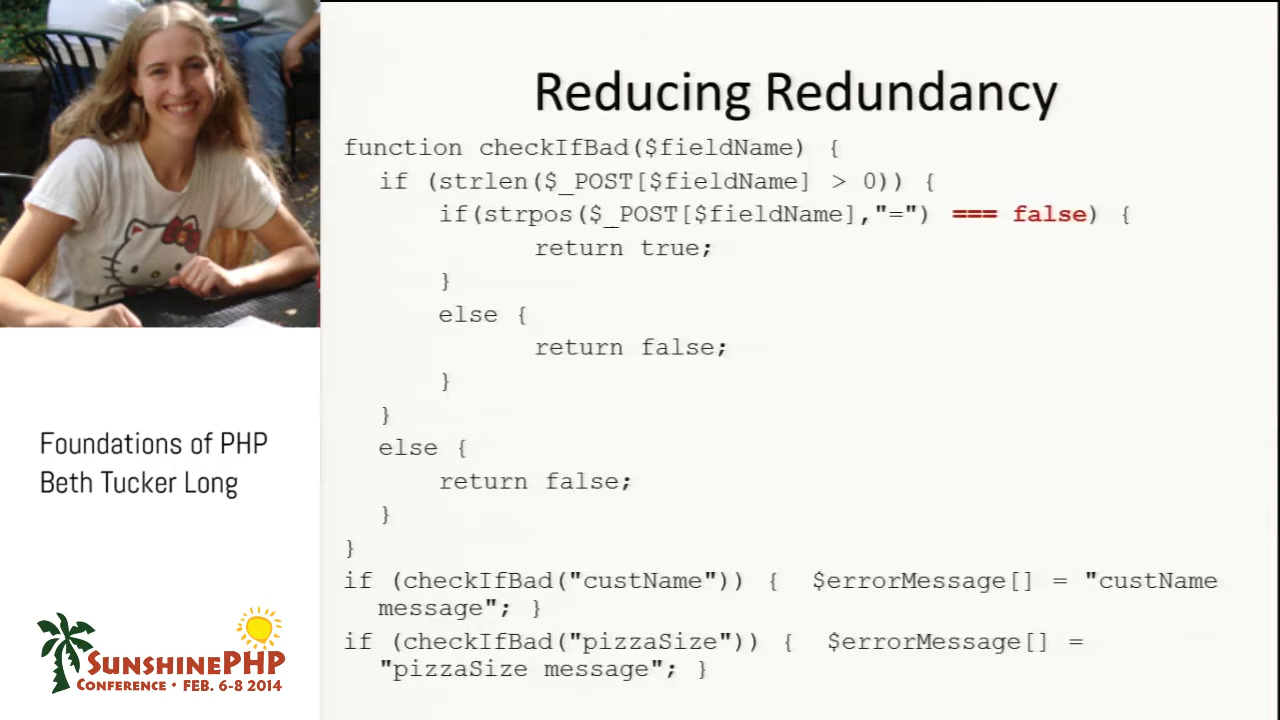 Reducing Redundancy
function checkIfBad($fieldName) {
if (strlen($_POST[$fieldName] > 0)) {
if(strpos($_POST[$fieldName],"=") === false) {
return true;
}
else {
return false;
}
}
else {
return false;
}
}
if (checkIfBad("custName")) { $errorMessage[] = "custName
message"; }
if (checkIfBad("pizzaSize")) { $errorMessage[] =
"pizzaSize message"; }
Foundations of PHP
Beth Tucker Long
SUNSHINEPHP
CONFERENCE • FEB. 6-8 2014